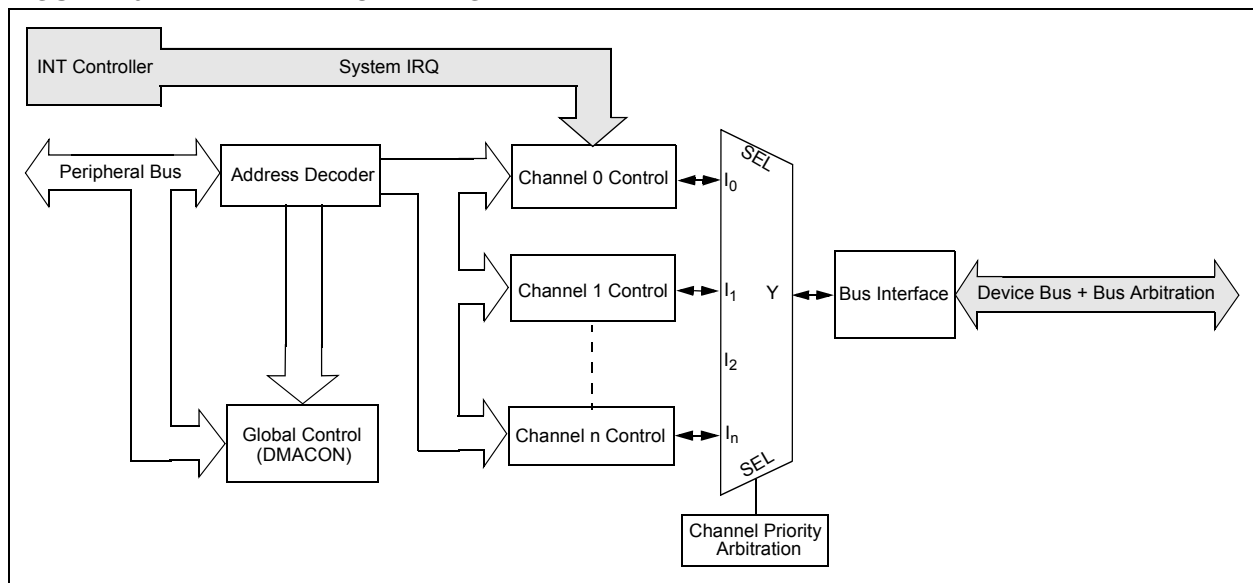 INT Controller
System IRQ
Peripheral Bus
Address Decoder
Channel 0 Control
SEL
I0
Channel 1 Control
I1
Y
Bus Interface
Device Bus + Bus Arbitration
I2
Global Control
(DMACON)
Channel n Control
In
SEL
Channel Priority
Arbitration